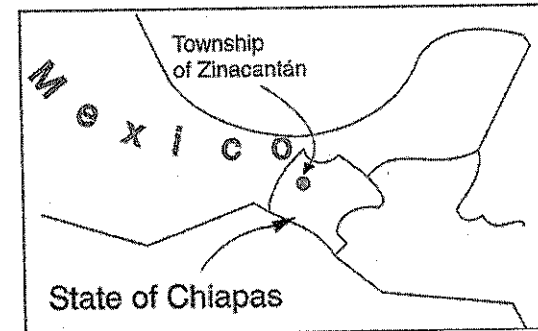 Township
of Zinacantán
Mexico
State of Chiapas